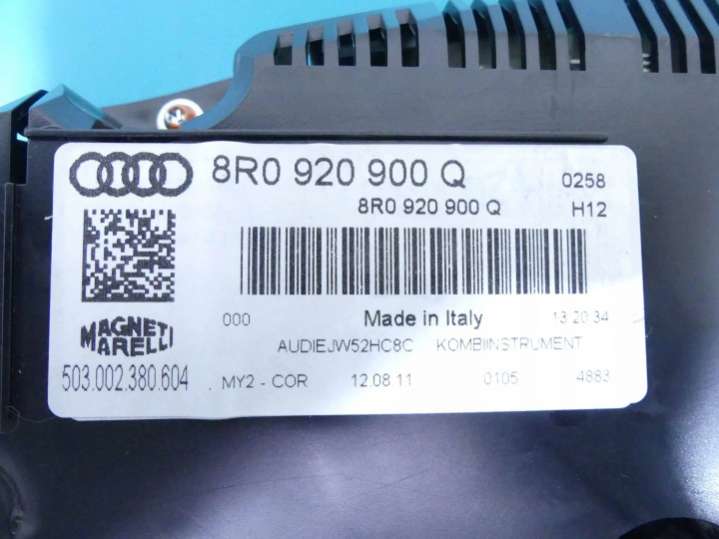 8R0 920 900 Q
0258
8R0 920 900 Q
H12
000
Made in Italy
13:20:34
MAGNETI
MARELLI
AUDIEJW52HC8C KOMBIINSTRUMENT
503.002.380.604
MY2 - COR 12.08.11 0105 4883